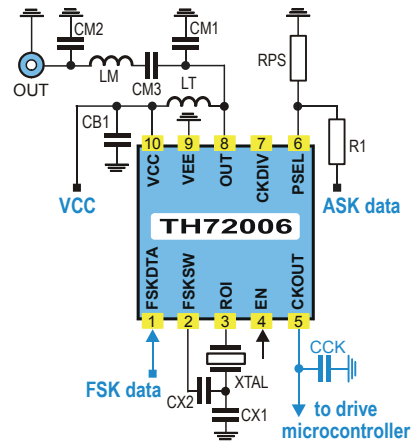 CM2
CM1
RPS
LM
CM3
LT
OUT
CB1
R1
10
9
8
7
6
VCC
VEE
OUT
CKDIV
PSEL
VCC
ASK data
TH72006
FSKDTA
FSKSW
ROI
EN
CKOUT
1
2
3
4
5
CCK
FSK data
XTAL
CX2
CX1
to drive
microcontroller